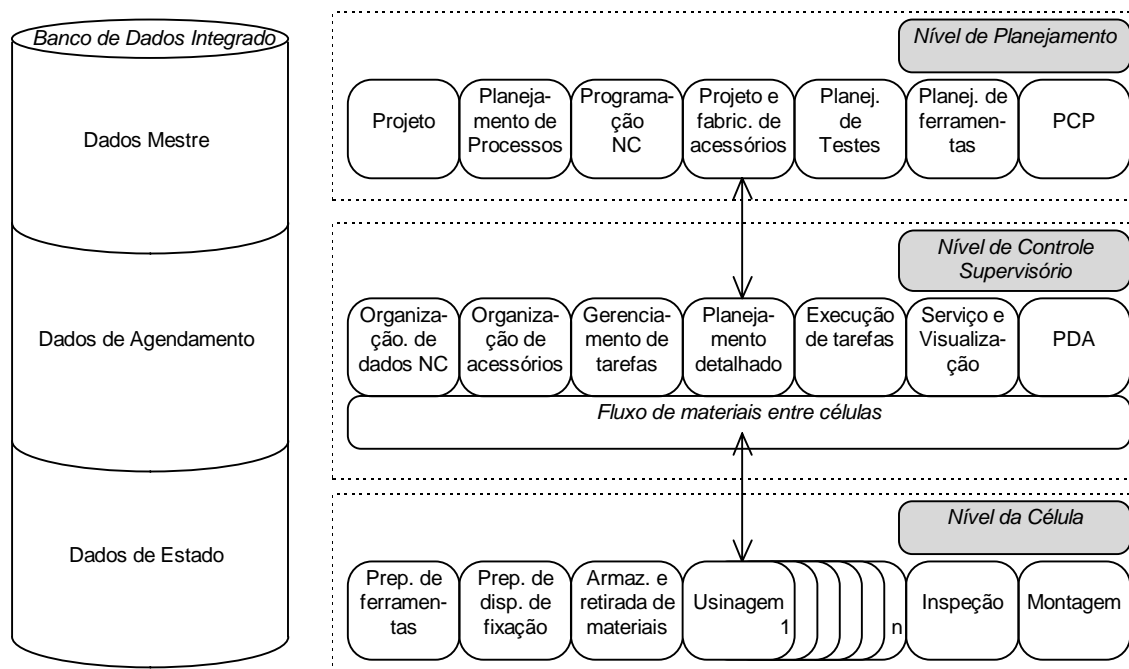 Banco de Dados Integrado
Dados Mestre
Dados de Agendamento
Dados de Estado
Nível de Planejamento
Projeto
Planeja-
mento de
Processos
Programa-
ção
NC
Projeto e
fabric. de
acessórios
Planej.
de
Testes
Planej. de
ferramen-
tas
PCP
Nível de Controle
Supervisório
Organiza-
ção. de
dados NC
Organiza-
ção de
acessórios
Gerencia-
mento de
tarefas
Planeja-
mento
detalhado
Execução
de tarefas
Serviço e
Visualiza-
ção
PDA
Fluxo de materiais entre células
Nível da Célula
Prep. de
ferramen-
tas
Prep. de
disp. de
fixação
Armaz. e
retirada de
materiais
Usinagem
1
n
Inspeção
Montagem